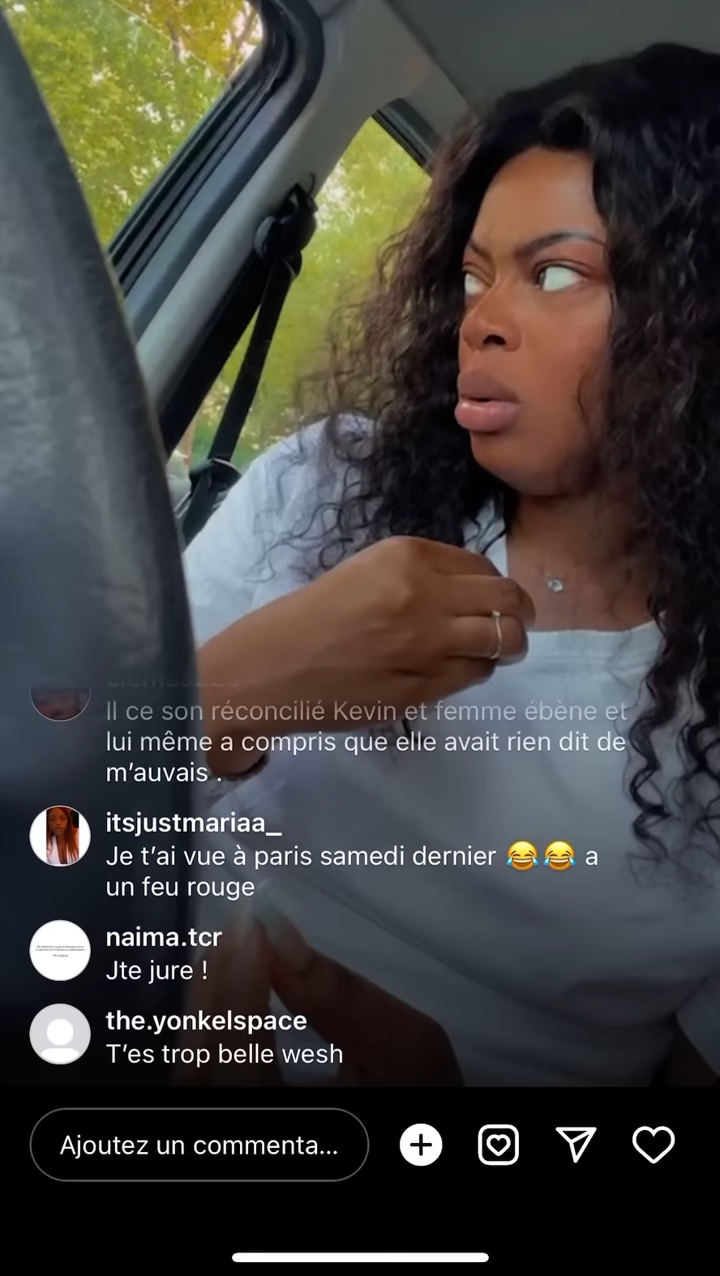 Il ce son réconcilié Kevin et femme ébène et
lui même a compris que elle avait rien dit de
m’auvais .
itsjustmariaa_
Je t’ai vue à paris samedi dernier 😂😂 a
un feu rouge
naima.tcr
Jte jure !
the.yonkelspace
T’es trop belle wesh
Ajoutez un commenta...